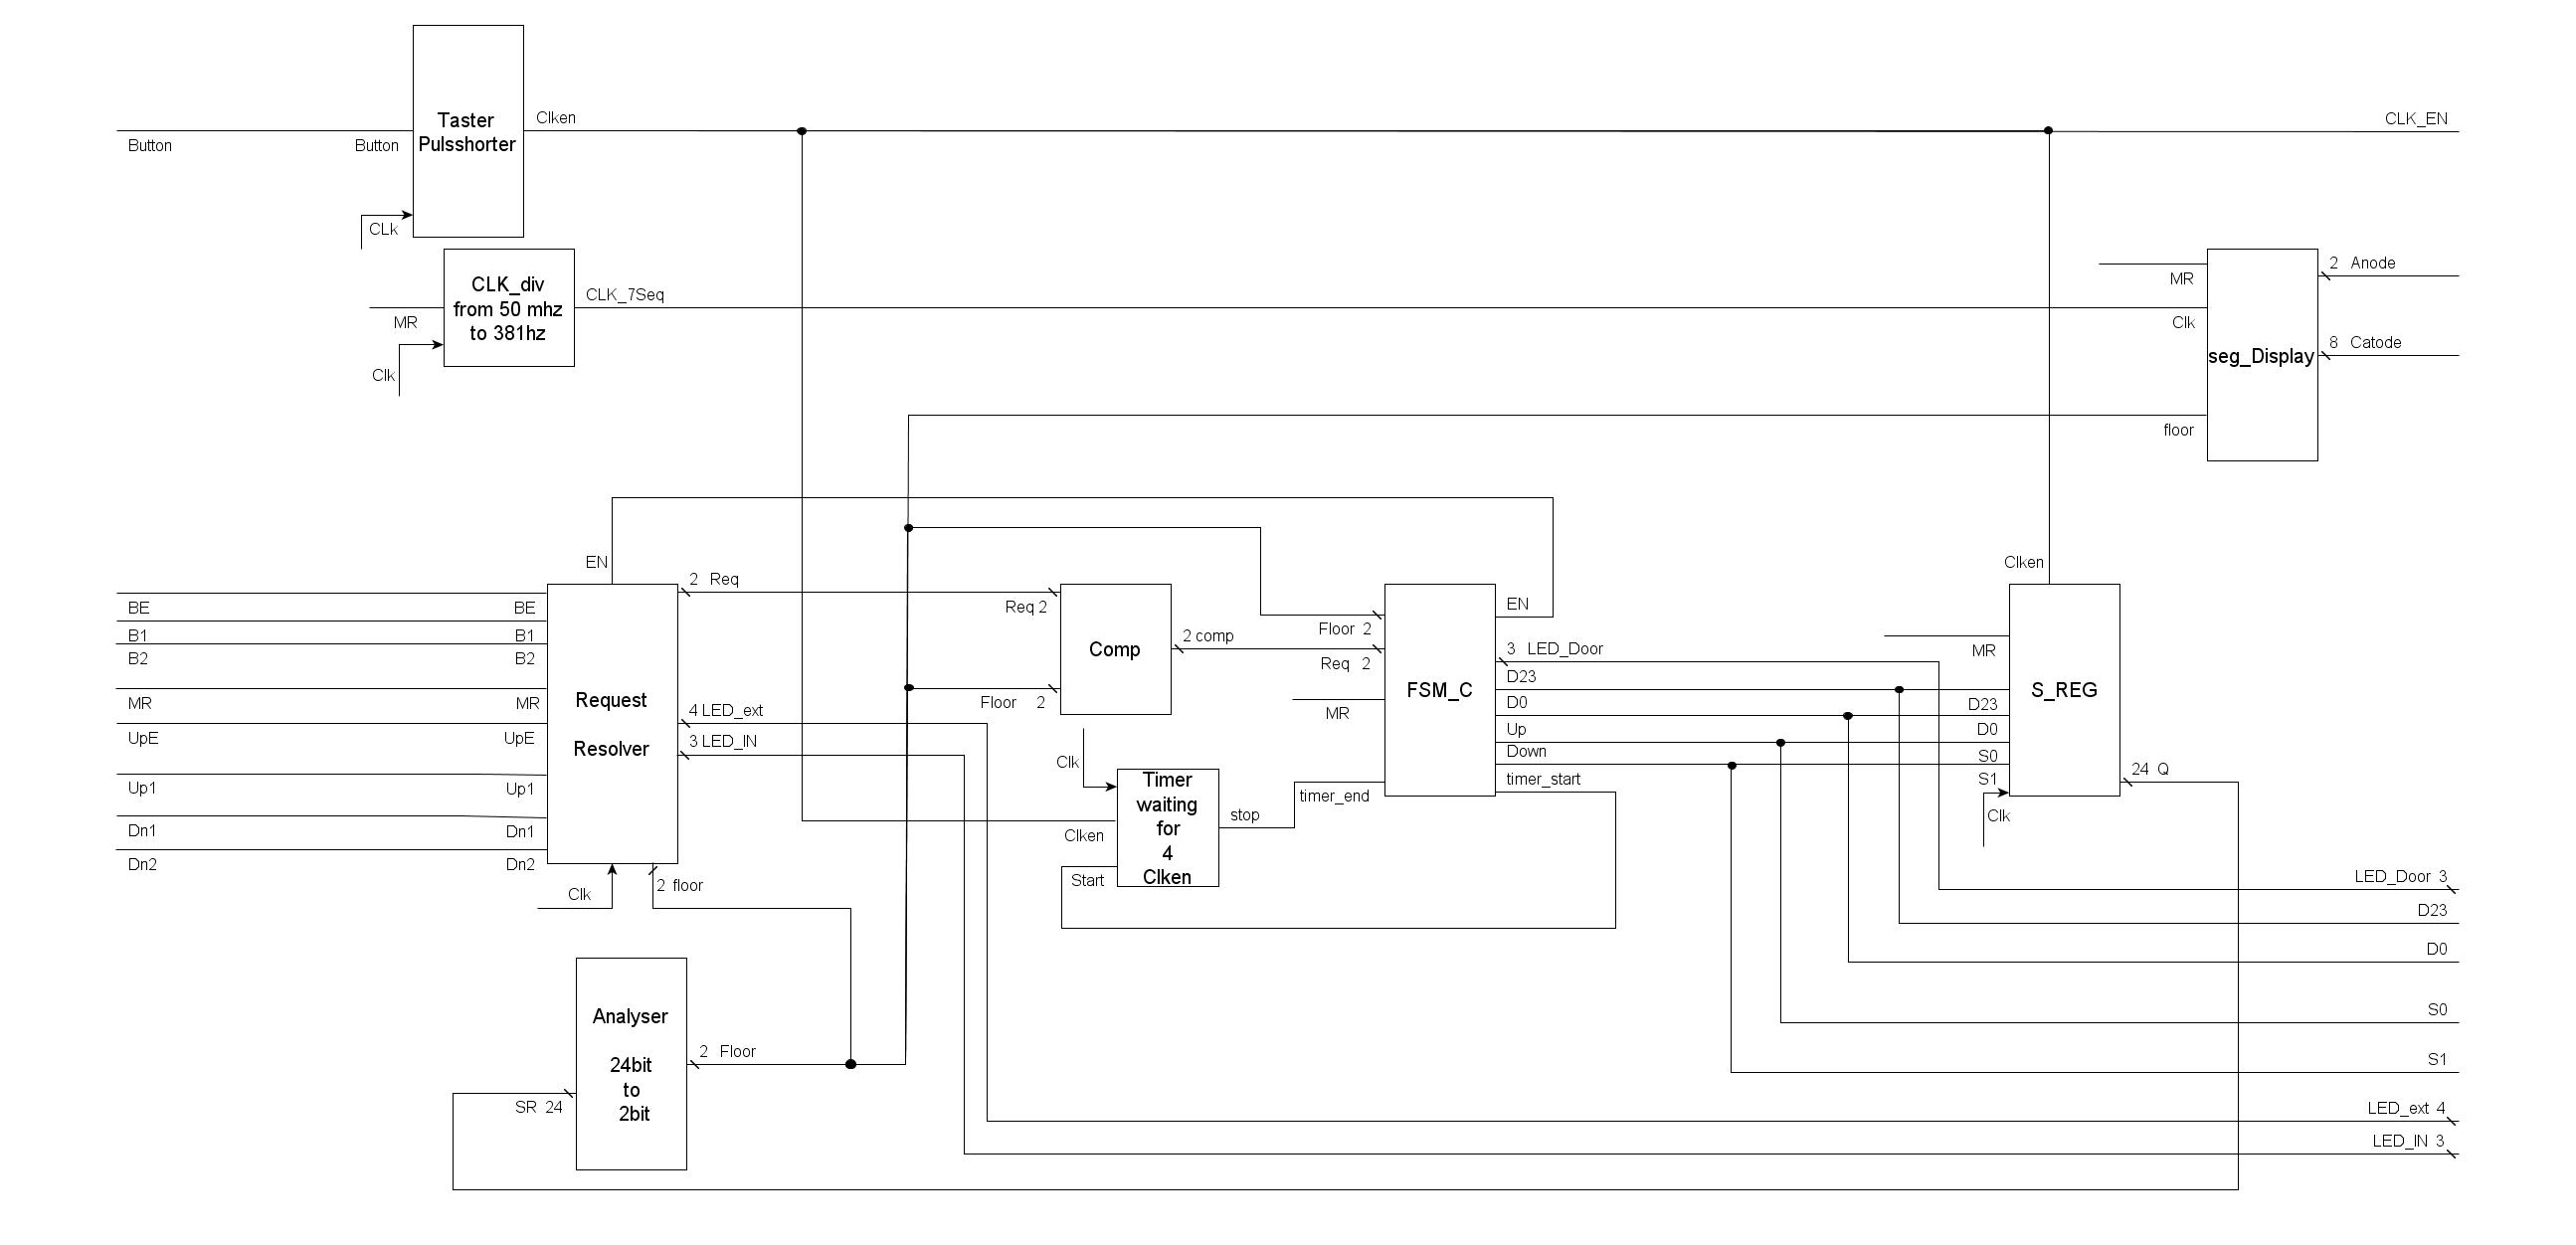 Taster
Pulsshorter
Clken
CLK_EN
Button
Button
CLk
CLK_div
from 50 mhz
to 381hz
CLK_7Seq
MR
Clk
2 Anode
MR
Clk
8 Catode
seg_Display
floor
EN
Clken
2 Req
BE
BE
B1
B1
B2
B2
MR
MR
UpE
UpE
Up1
Up1
Dn1
Dn1
Dn2
Dn2
Request
Resolver
4 LED_ext
3 LED_IN
Clk
2 floor
Req 2
Comp
Floor 2
2 comp
Floor 2
Req 2
MR
FSM_C
EN
3 LED_Door
D23
D0
Up
Down
timer_start
Clk
Timer
waiting
for
4
Clken
Clken
Start
stop
timer_end
MR
D23
D0
S0
S1
Clk
S_REG
24 Q
LED_Door 3
D23
D0
S0
S1
LED_ext 4
LED_IN 3
Analyser
24bit
to
2bit
2 Floor
SR 24